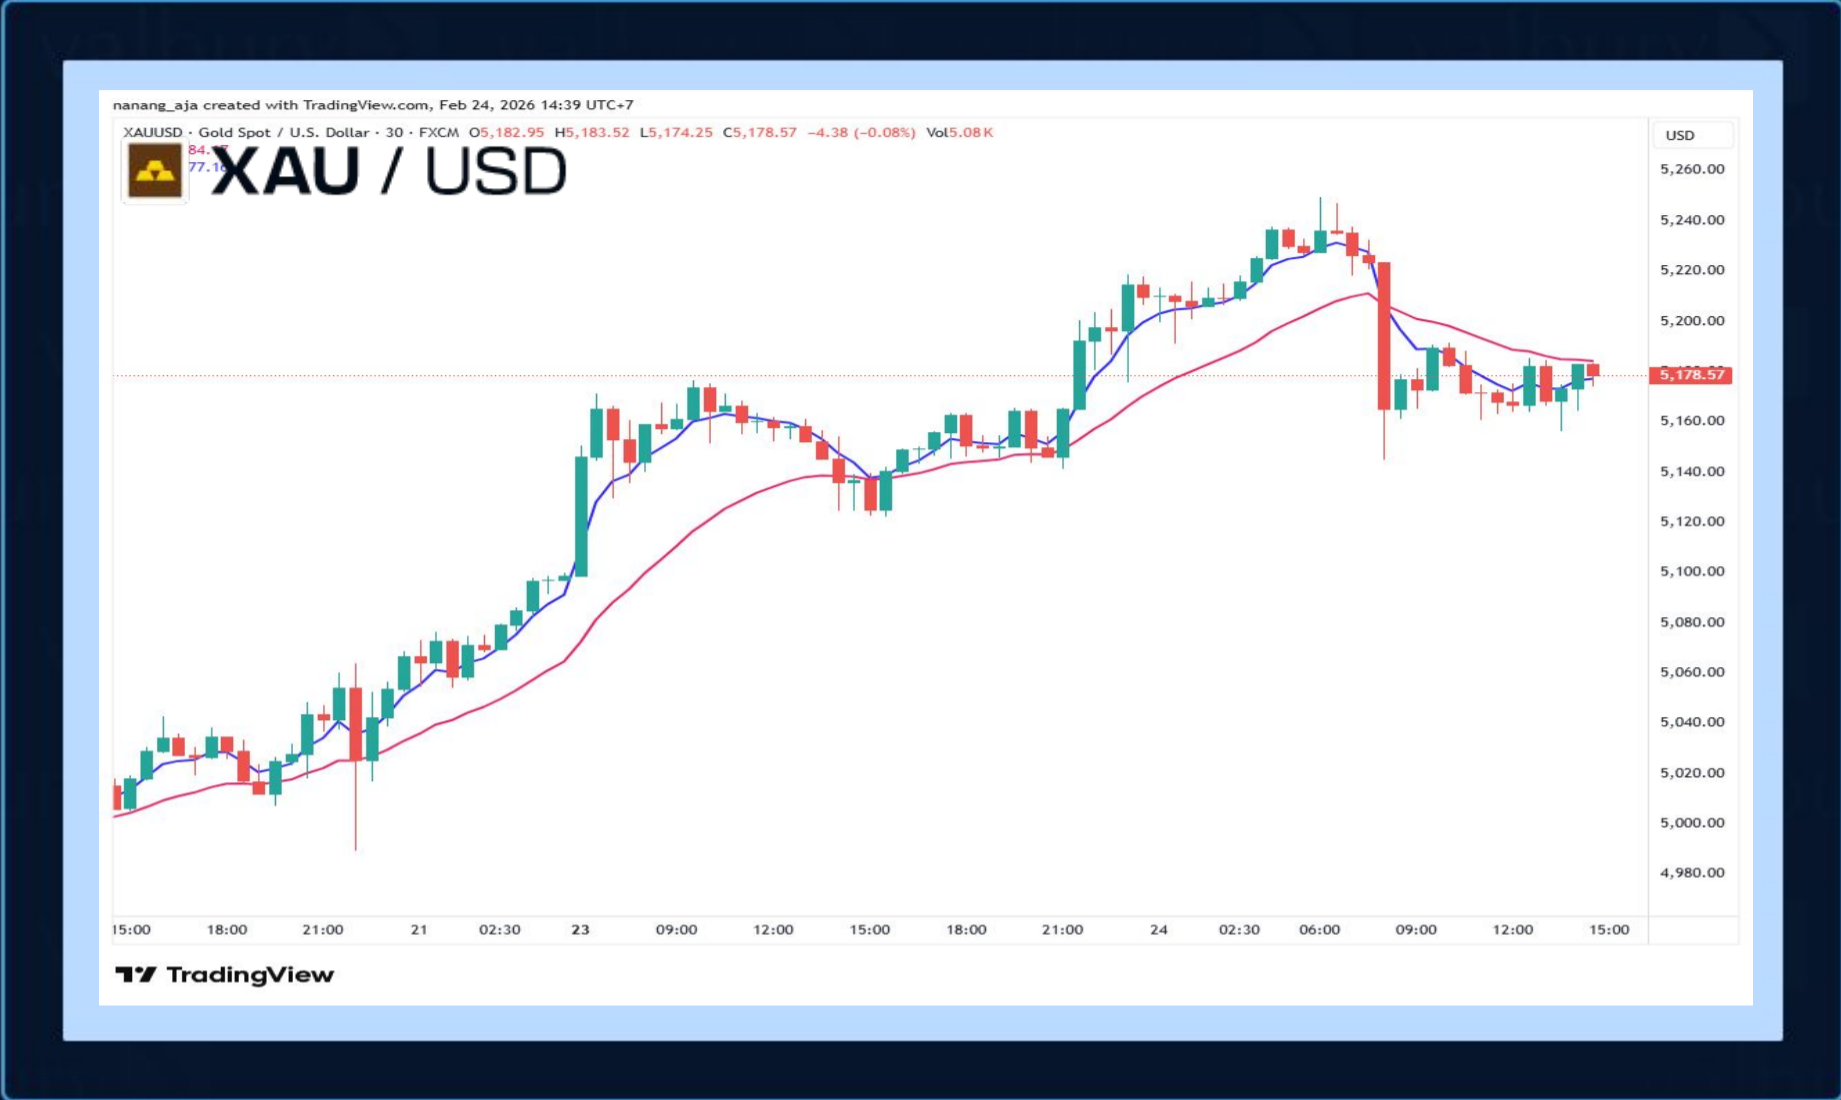 nanang_aja created with TradingView.com, Feb 24, 2026 14:39 UTC+7
XAUUSD · Gold Spot / U.S. Dollar · 30 · FXCM O5,182.95 H5,183.52 L5,174.25 C5,178.57 −4.38 (−0.08%) Vol5.08 K
XAU / USD
USD
5,260.00
5,240.00
5,220.00
5,200.00
5,178.57
5,160.00
5,140.00
5,120.00
5,100.00
5,080.00
5,060.00
5,040.00
5,020.00
5,000.00
4,980.00
15:00 18:00 21:00 21 02:30 23 09:00 12:00 15:00 18:00 21:00 24 02:30 06:00 09:00 12:00 15:00
TradingView